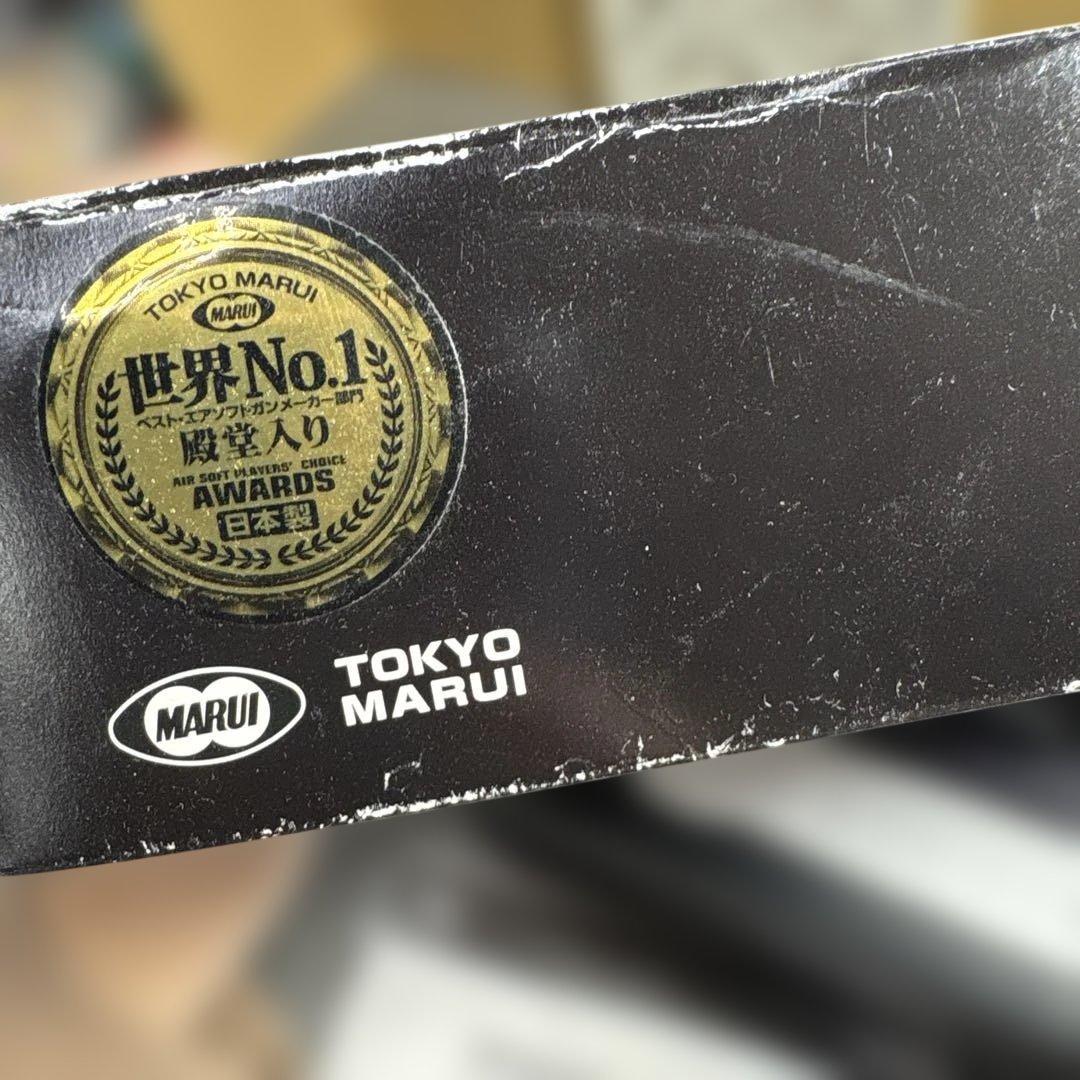 TOKYO MARUI
MARUI
世界No.1
ベスト・エアソフトガンメーカー部門
殿堂入り
AIR SOFT PLAYERS' CHOICE
AWARDS
日本製
MARUI
TOKYO
MARUI